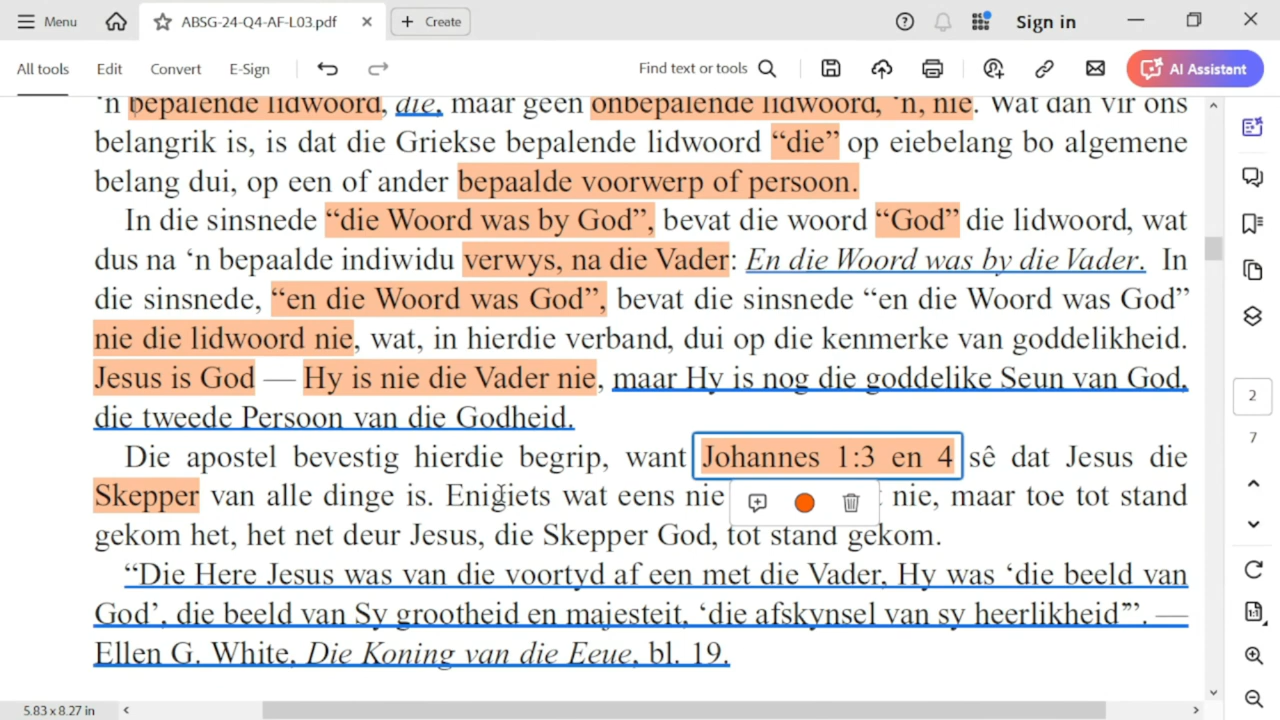 Menu
ABSG-24-Q4-AF-L03.pdf
Create
Sign in
All tools
Edit
Convert
E-Sign
Find text or tools
AI Assistant
‘n bepalende lidwoord, die, maar geen onbepalende lidwoord, ‘n, nie. Wat dan vir ons
belangrik is, is dat die Griekse bepalende lidwoord “die” op eiebelang bo algemene
belang dui, op een of ander bepaalde voorwerp of persoon.
In die sinsnede “die Woord was by God”, bevat die woord “God” die lidwoord, wat
dus na ‘n bepaalde indiwidu verwys, na die Vader: En die Woord was by die Vader. In
die sinsnede, “en die Woord was God”, bevat die sinsnede “en die Woord was God”
nie die lidwoord nie, wat, in hierdie verband, dui op die kenmerke van goddelikheid.
Jesus is God — Hy is nie die Vader nie, maar Hy is nog die goddelike Seun van God,
die tweede Persoon van die Godheid.
Die apostel bevestig hierdie begrip, want Johannes 1:3 en 4 sê dat Jesus die
Skepper van alle dinge is. Enigiets wat eens nie nie, maar toe tot stand
gekom het, het net deur Jesus, die Skepper God, tot stand gekom.
“Die Here Jesus was van die voortyd af een met die Vader, Hy was ‘die beeld van
God’, die beeld van Sy grootheid en majesteit, ‘die afskynsel van sy heerlikheid’”. —
Ellen G. White, Die Koning van die Eeue, bl. 19.
2
7
5.83 x 8.27 in